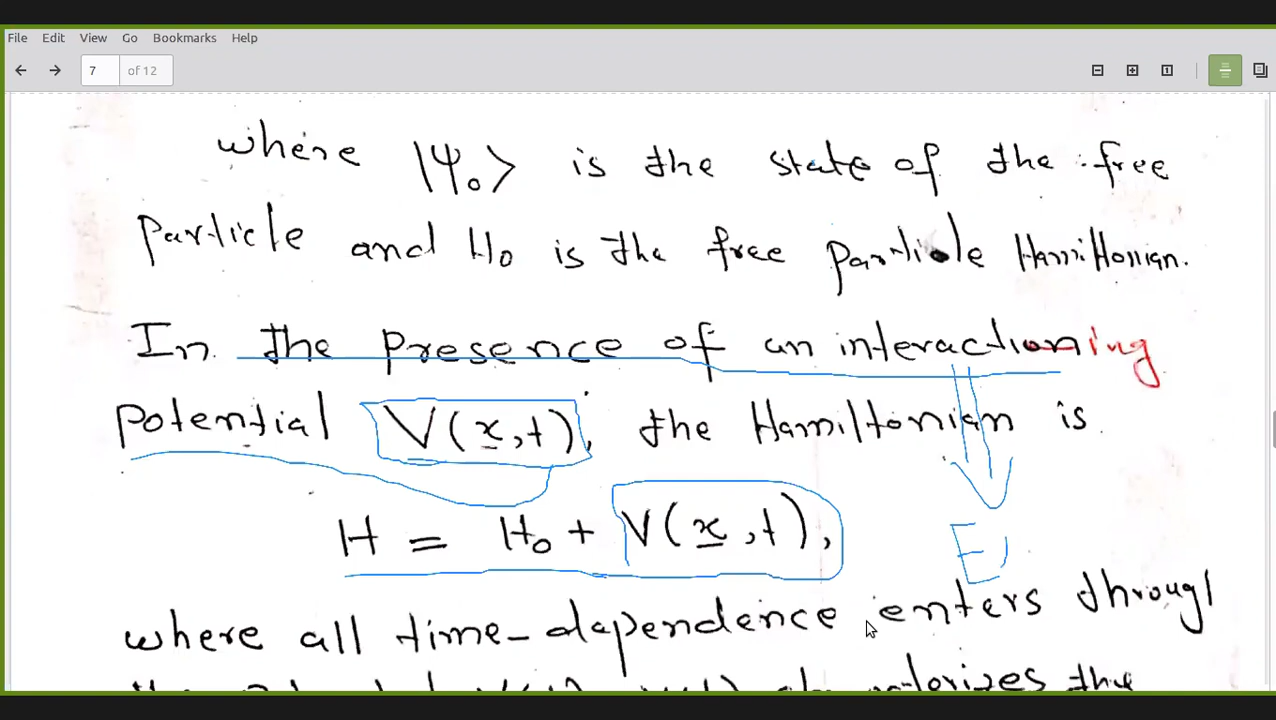 File Edit View Go Bookmarks Help
7 of 12
where |Ψ₀⟩ is the state of the free
particle and H₀ is the free particle Hamiltonian.
In the presence of an interactioning
potential V(x,t), the Hamiltonian is
H = H₀ + V(x,t),
E
where all time-dependence enters through
the